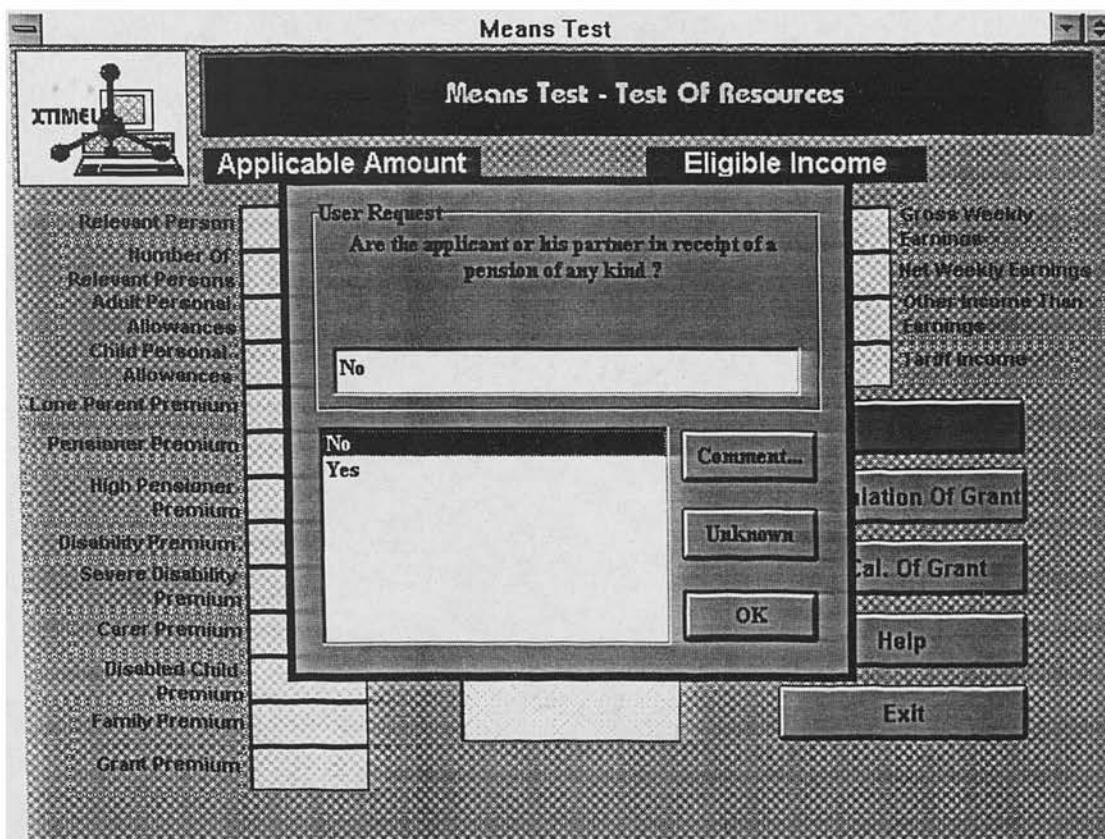 Means Test
XTIMEL
Means Test - Test Of Resources
Applicable Amount
Eligible Income
Relevant Person
Number Of
Relevant Persons
Adult Personal
Allowances
Child Personal
Allowances
Lone Parent Premium
Pensioner Premium
High Pensioner
Premium
Disability Premium
Severe Disability
Premium
Carer Premium
Disabled Child
Premium
Family Premium
Grant Premium
User Request
Are the applicant or his partner in receipt of a
pension of any kind ?
No
No
Yes
Comment...
Unknown
OK
Gross Weekly
Earnings
Net Weekly Earnings
Other Income Than
Earnings
Tariff Income
lation Of Grant
Cal. Of Grant
Help
Exit